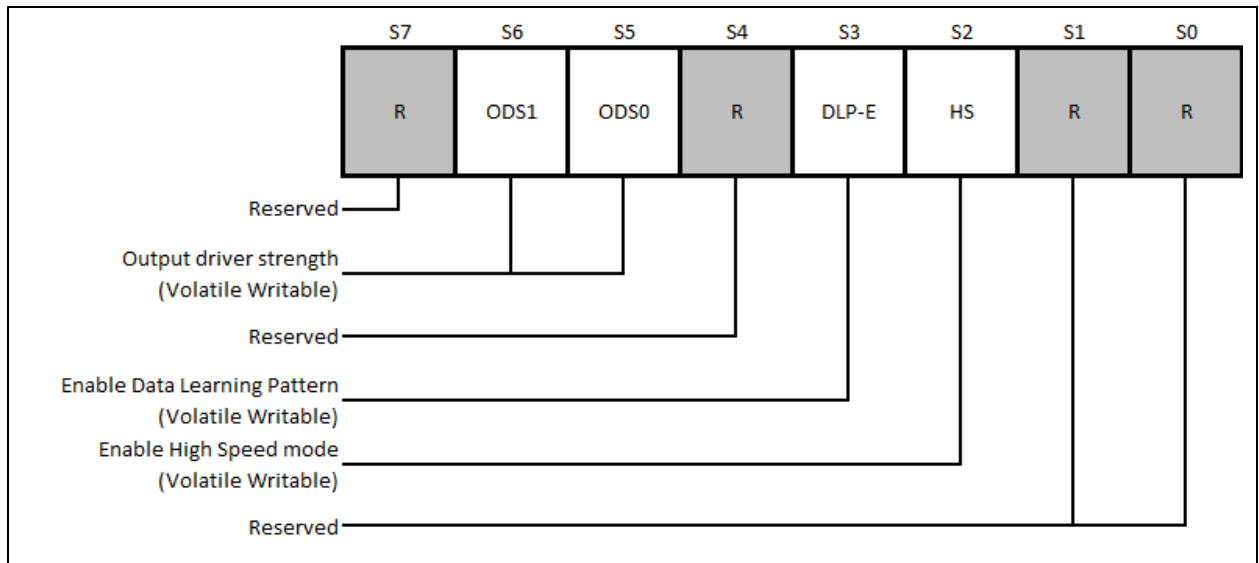 S7 S6 S5 S4 S3 S2 S1 S0
R ODS1 ODS0 R DLP-E HS R R
Reserved
Output driver strength
(Volatile Writable)
Reserved
Enable Data Learning Pattern
(Volatile Writable)
Enable High Speed mode
(Volatile Writable)
Reserved